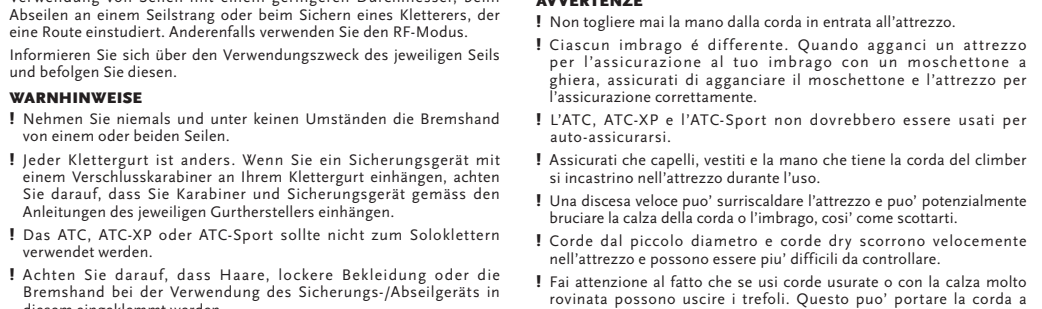 Verwendung von Seilen mit einem geringeren Durchmesser, beim
Abseilen an einem Seilstrang oder beim Sichern eines Kletterers, der
eine Route einstudiert. Anderenfalls verwenden Sie den RF-Modus.
Informieren Sie sich über den Verwendungszweck des jeweiligen Seils
und befolgen Sie diesen.
WARNHINWEISE
! Nehmen Sie niemals und unter keinen Umständen die Bremshand
von einem oder beiden Seilen.
! Jeder Klettergurt ist anders. Wenn Sie ein Sicherungsgerät mit
einem Verschlusskarabiner an Ihrem Klettergurt einhängen, achten
Sie darauf, dass Sie Karabiner und Sicherungsgerät gemäss den
Anleitungen des jeweiligen Gurtherstellers einhängen.
! Das ATC, ATC-XP oder ATC-Sport sollte nicht zum Soloklettern
verwendet werden.
! Achten Sie darauf, dass Haare, lockere Bekleidung oder die
Bremshand bei der Verwendung des Sicherungs-/Abseilgeräts in
diesem eingeklemmt werden.
AVVERTENZE
! Non togliere mai la mano dalla corda in entrata all’attrezzo.
! Ciascun imbrago é differente. Quando agganci un attrezzo
per l’assicurazione al tuo imbrago con un moschettone a
ghiera, assicurati di agganciare il moschettone e l’attrezzo per
l’assicurazione correttamente.
! L’ATC, ATC-XP e l’ATC-Sport non dovrebbero essere usati per
auto-assicurarsi.
! Assicurati che capelli, vestiti e la mano che tiene la corda del climber
si incastrino nell’attrezzo durante l’uso.
! Una discesa veloce puo’ surriscaldare l’attrezzo e puo’ potenzialmente
bruciare la calza della corda o l’imbrago, cosi’ come scottarti.
! Corde dal piccolo diametro e corde dry scorrono velocemente
nell’attrezzo e possono essere piu’ difficili da controllare.
! Fai attenzione al fatto che se usi corde usurate o con la calza molto
rovinata possono uscire i trefoli. Questo puo’ portare la corda a